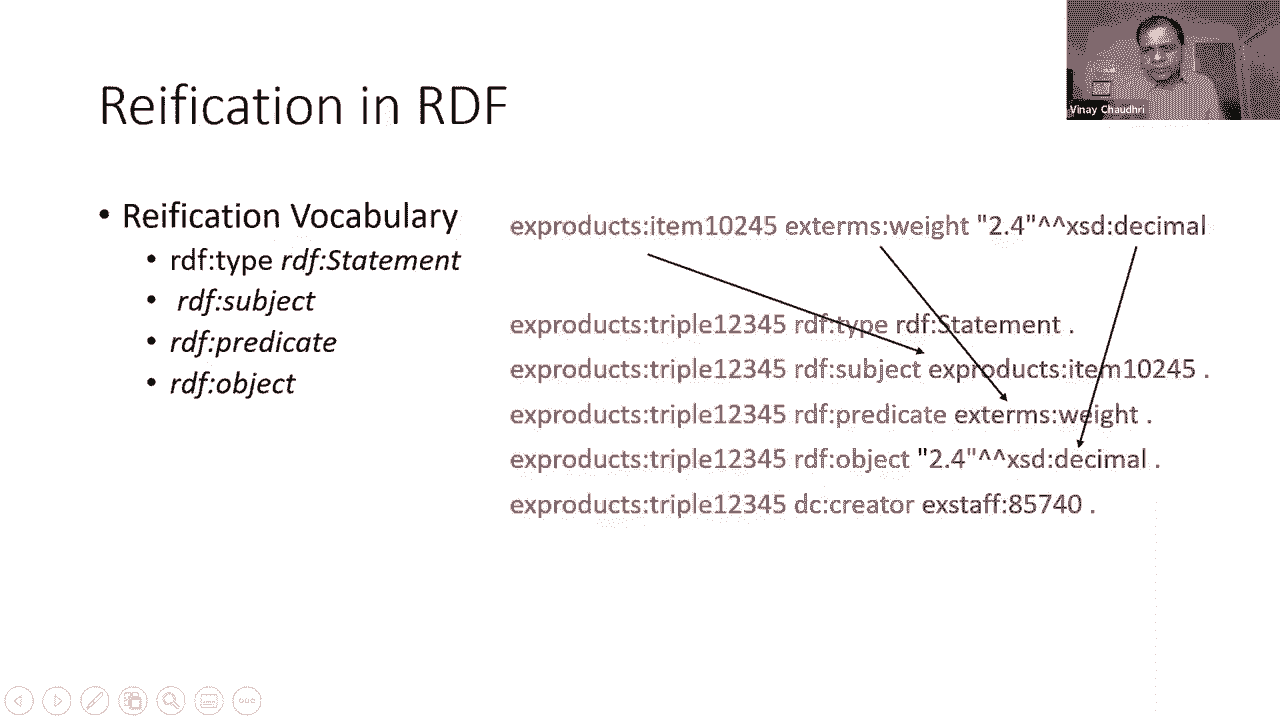 Vinay Chaudhri
Reification in RDF
• Reification Vocabulary
• rdf:type rdf:Statement
• rdf:subject
• rdf:predicate
• rdf:object
exproducts:item10245 exterms:weight "2.4"^^xsd:decimal
exproducts:triple12345 rdf:type rdf:Statement .
exproducts:triple12345 rdf:subject exproducts:item10245 .
exproducts:triple12345 rdf:predicate exterms:weight .
exproducts:triple12345 rdf:object "2.4"^^xsd:decimal .
exproducts:triple12345 dc:creator exstaff:85740 .